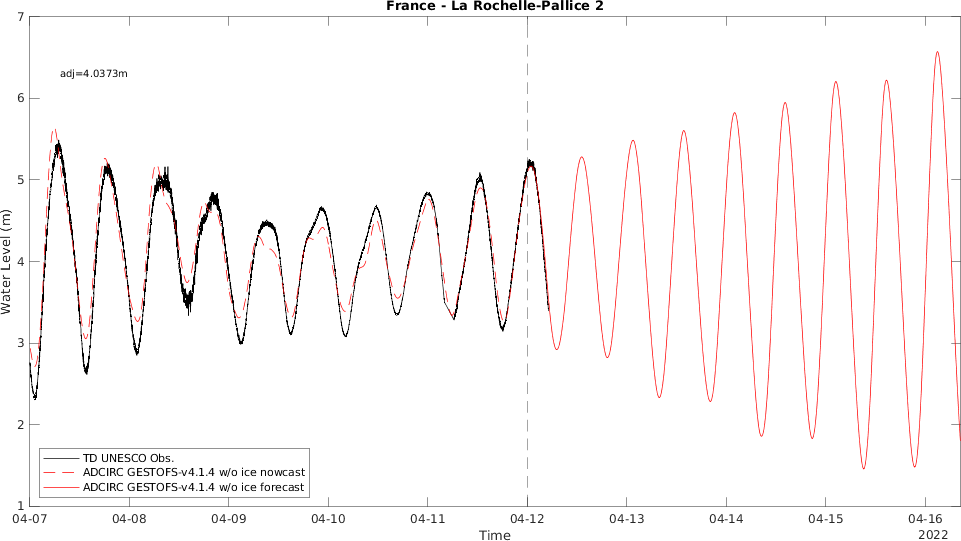 France - La Rochelle-Pallice 2
7
adj=4.0373m
6
5
4
3
2
1
Water Level (m)
TD UNESCO Obs.
ADCIRC GESTOFS-v4.1.4 w/o ice nowcast
ADCIRC GESTOFS-v4.1.4 w/o ice forecast
04-07 04-08 04-09 04-10 04-11 04-12 04-13 04-14 04-15 04-16
Time
2022